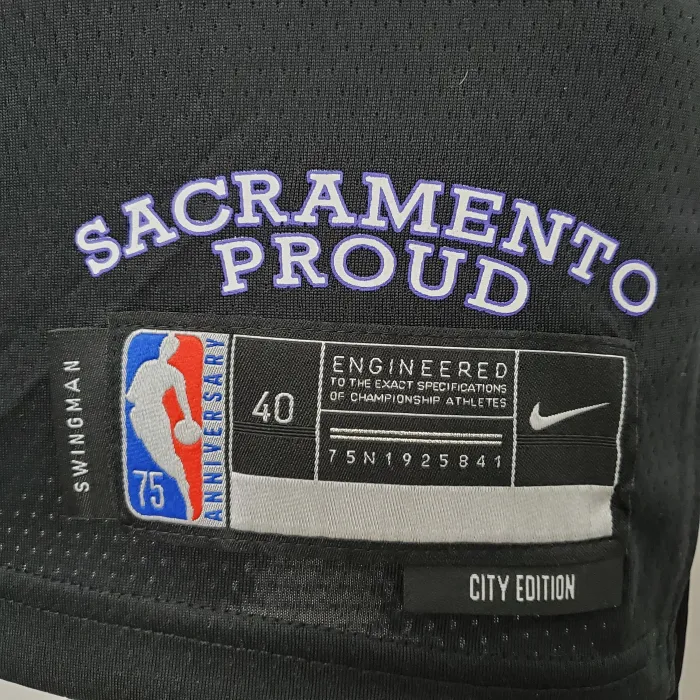 SACRAMENTO
PROUD
SWINGMAN
75
ANNIVERSARY
40
ENGINEERED
TO THE EXACT SPECIFICATIONS
OF CHAMPIONSHIP ATHLETES
75N1925841
CITY EDITION